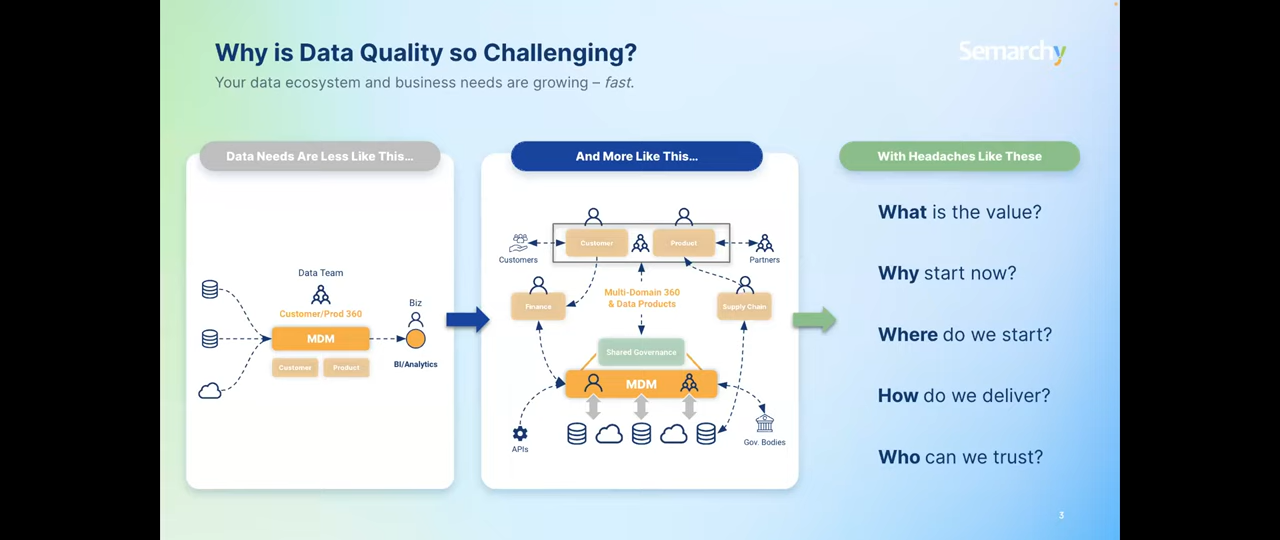 Why is Data Quality so Challenging?
Your data ecosystem and business needs are growing – fast.
Semarchy
Data Needs Are Less Like This...
Data Team
Customer/Prod 360
MDM
Customer
Product
Biz
BI/Analytics
And More Like This...
Customers
Customer
Product
Partners
Finance
Multi-Domain 360
& Data Products
Supply Chain
Shared Governance
MDM
APIs
Gov. Bodies
With Headaches Like These
What is the value?
Why start now?
Where do we start?
How do we deliver?
Who can we trust?
3